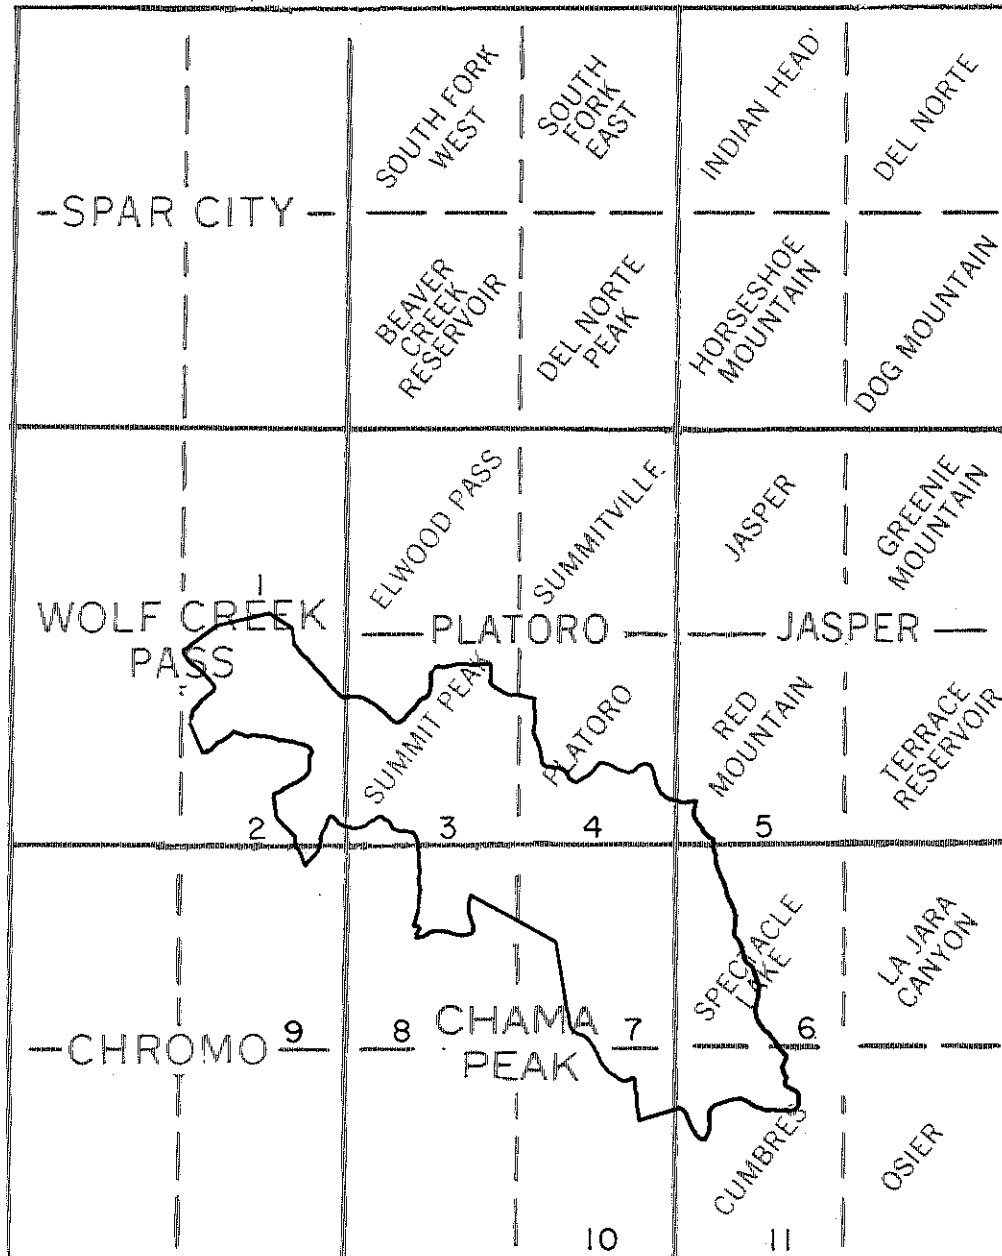 SOUTH FORK
WEST
SOUTH
FORK
EAST
INDIAN HEAD
DEL NORTE
SPAR CITY
BEAVER
CREEK
RESERVOIR
DEL NORTE
PEAK
HORSESHOE
MOUNTAIN
DOG MOUNTAIN
ELWOOD PASS
SUMMITVILLE
JASPER
GREENIE
MOUNTAIN
1
WOLF CREEK
PASS
PLATORO
JASPER
SUMMIT PEAK
PLATORO
RED
MOUNTAIN
TERRACE
RESERVOIR
2
3
4
5
SPECTACLE
LAKE
LA JARA
CANYON
CHROMO
9
8
CHAMA
PEAK
7
6
CUMBRES
OSIER
10
11